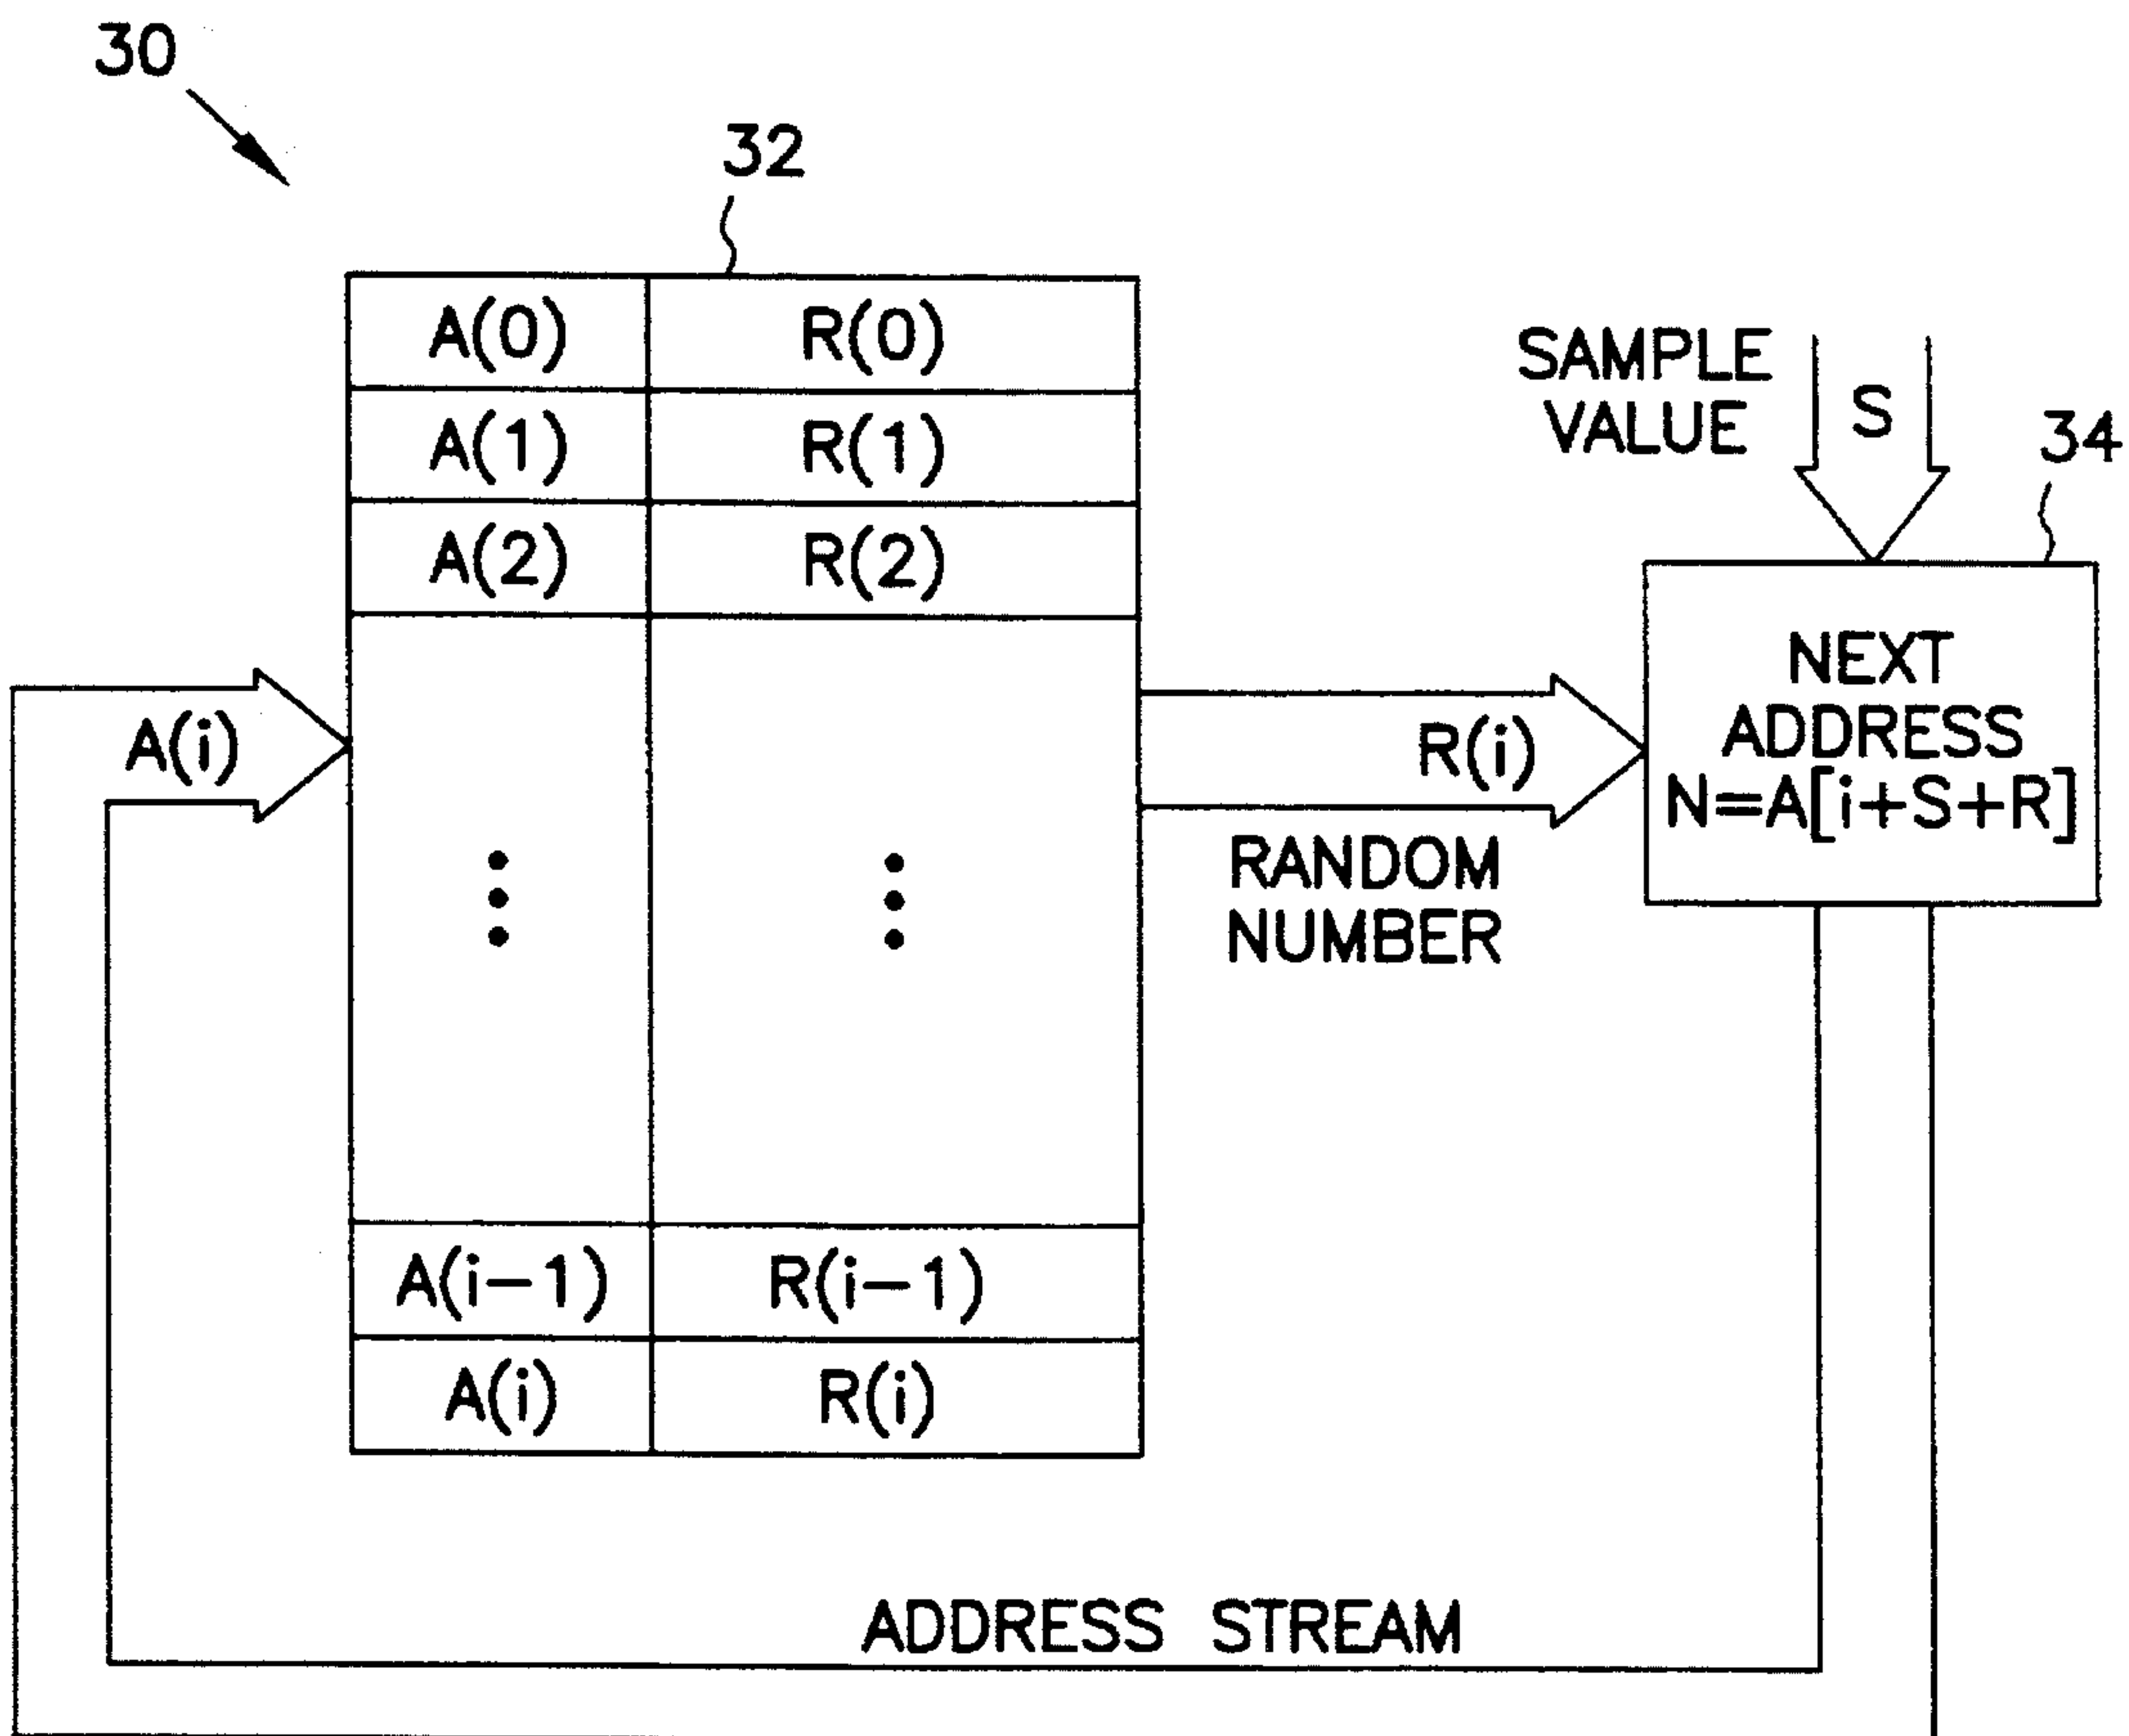 30
32
A(0) R(0)
A(1) R(1)
A(2) R(2)
SAMPLE
VALUE
S
34
A(i)
R(i)
RANDOM
NUMBER
NEXT
ADDRESS
N=A[i+S+R]
A(i-1) R(i-1)
A(i) R(i)
ADDRESS STREAM